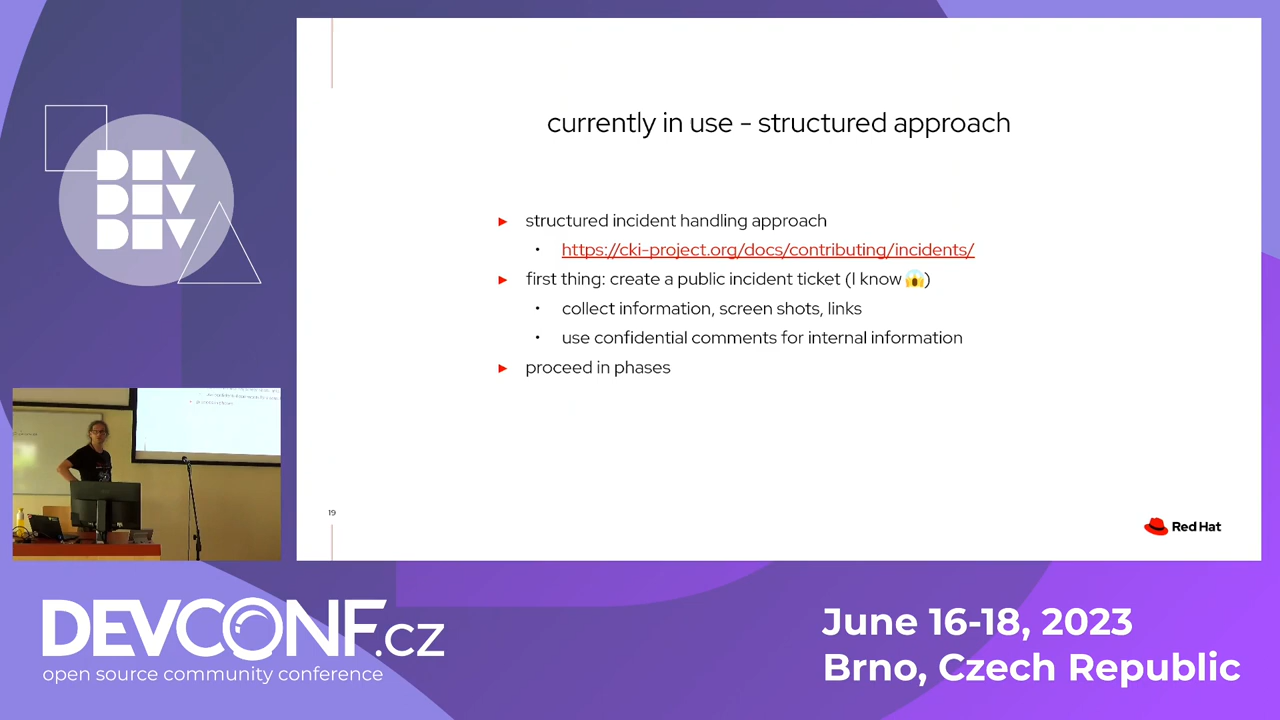 DEV
DEV
DEV
currently in use - structured approach
► structured incident handling approach
• https://cki-project.org/docs/contributing/incidents/
► first thing: create a public incident ticket (I know 😱)
• collect information, screen shots, links
• use confidential comments for internal information
► proceed in phases
19
Red Hat
DEVCONF.cz
open source community conference
June 16-18, 2023
Brno, Czech Republic